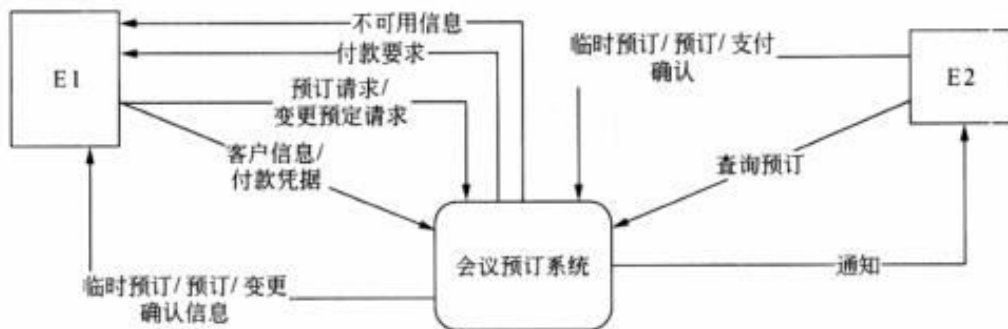 不可用信息
付款要求
E1
预订请求/
变更预定请求
客户信息/
付款凭据
临时预订/预订/支付
确认
E2
查询预订
会议预订系统
通知
临时预订/预订/变更
确认信息